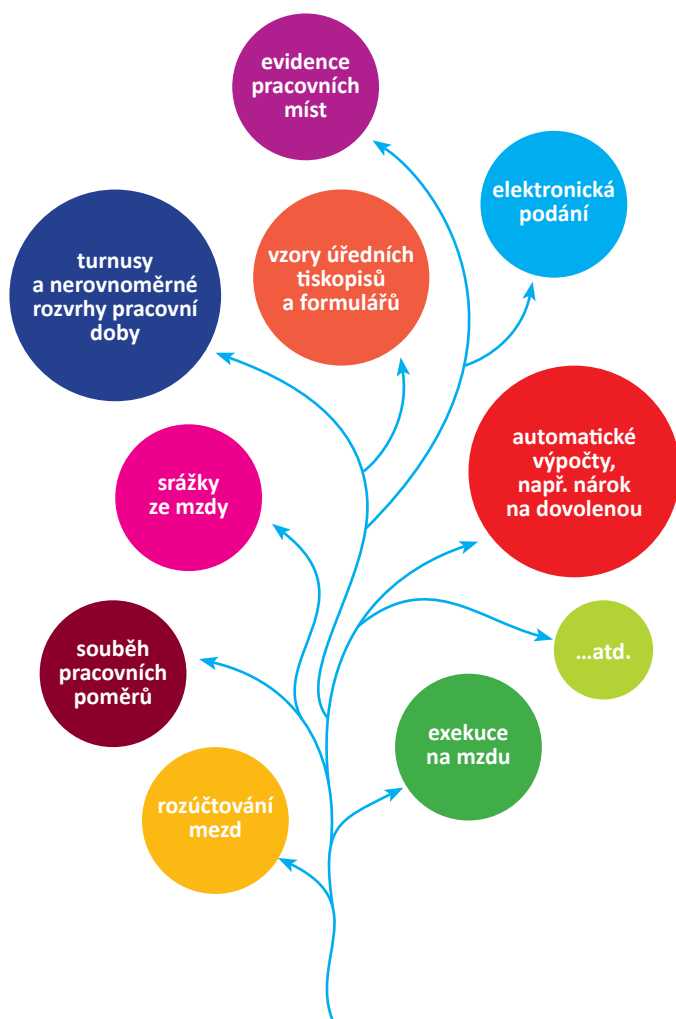 evidence
pracovních
míst
elektronická
podání
turnusy
a nerovnoměrné
rozvrhy pracovní
doby
vzory úředních
tiskopisů
a formulářů
automatické
výpočty,
např. nárok
na dovolenou
srážky
ze mzdy
souběh
pracovních
poměrů
...atd.
exekuce
na mzdu
rozúčtování
mezd